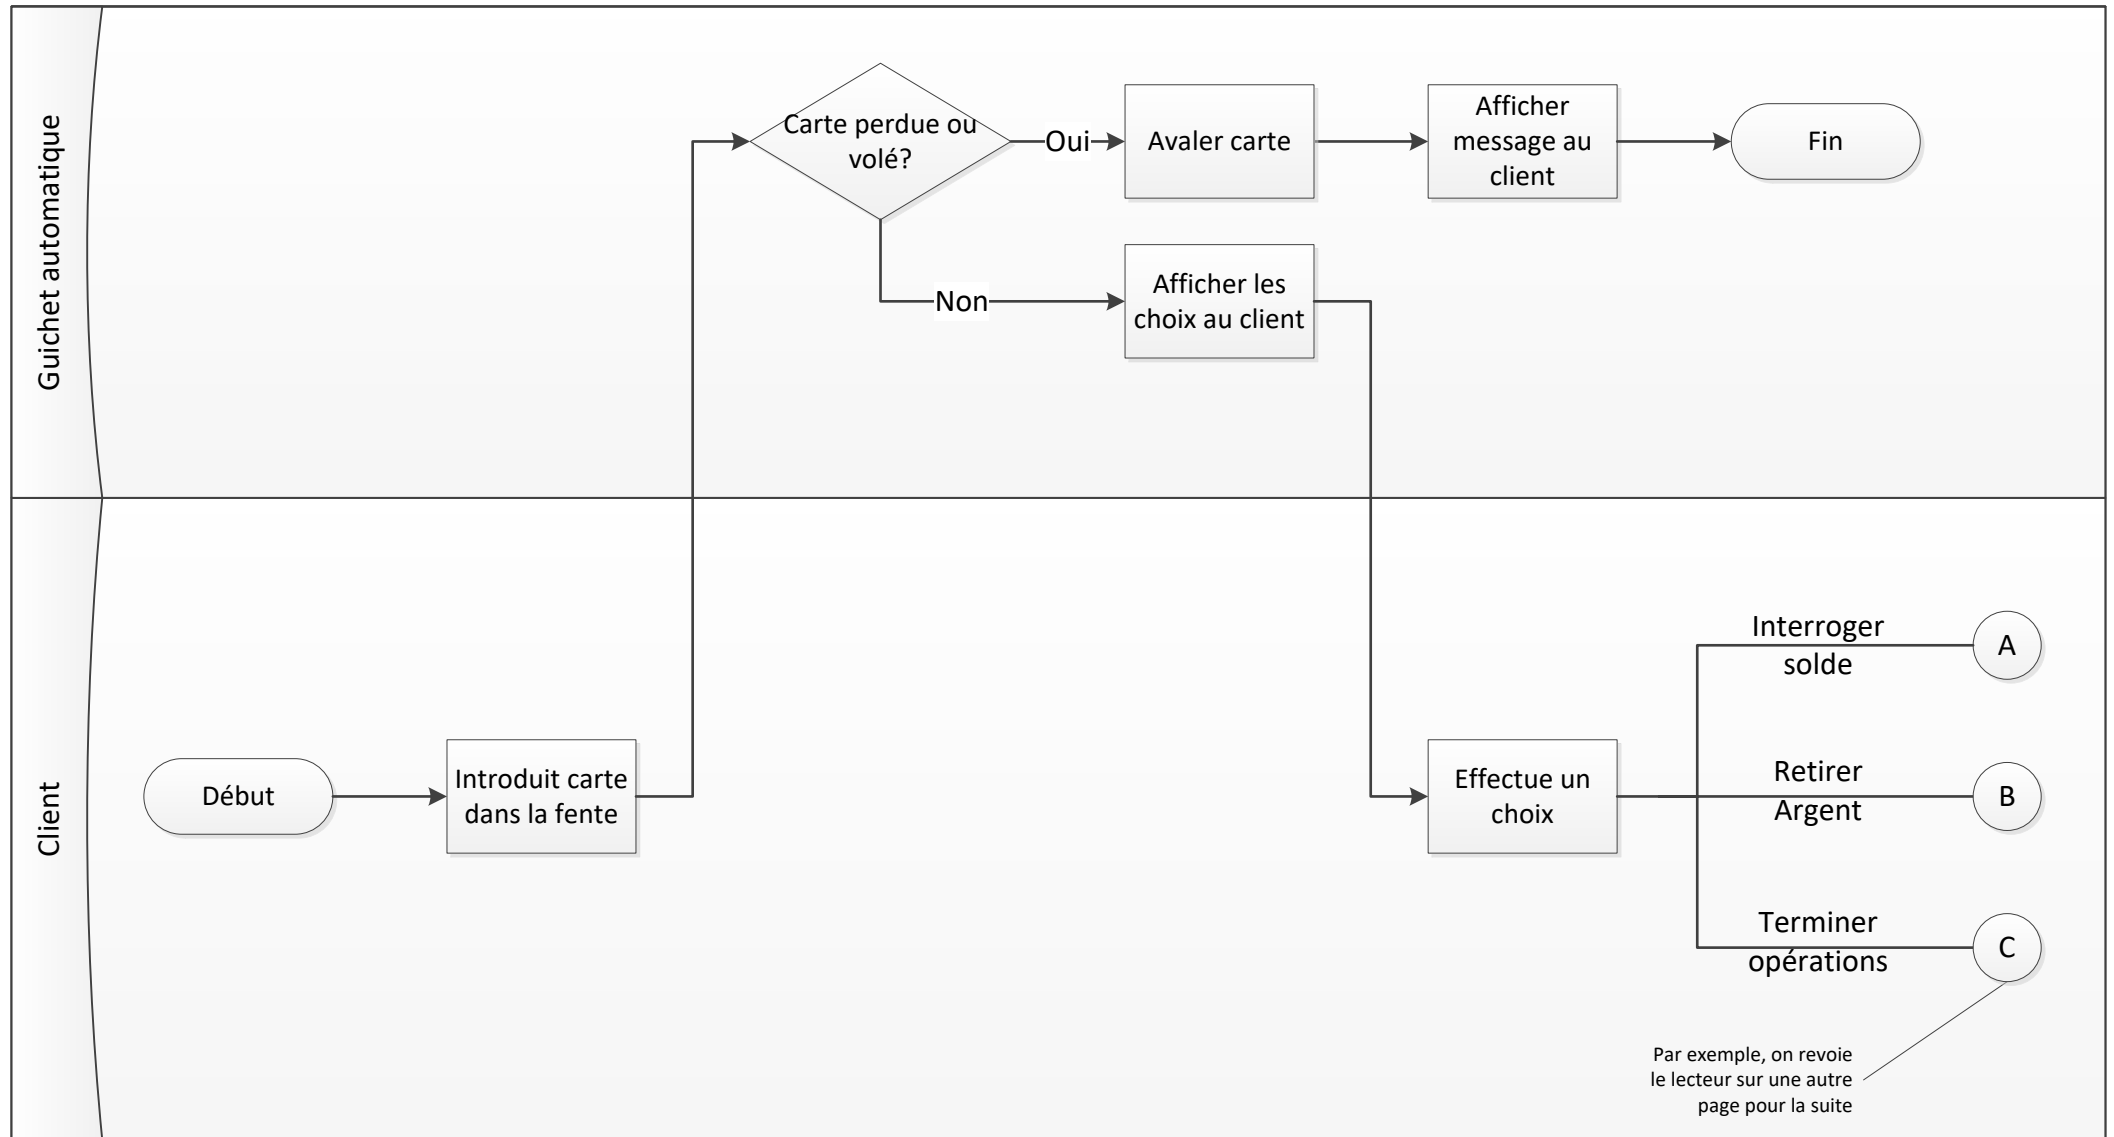 Guichet automatique
Carte perdue ou
volé?
Oui
Avaler carte
Afficher
message au
client
Fin
Non
Afficher les
choix au client
Client
Début
Introduit carte
dans la fente
Effectue un
choix
Interroger
solde
A
Retirer
Argent
B
Terminer
opérations
C
Par exemple, on revoie
le lecteur sur une autre
page pour la suite